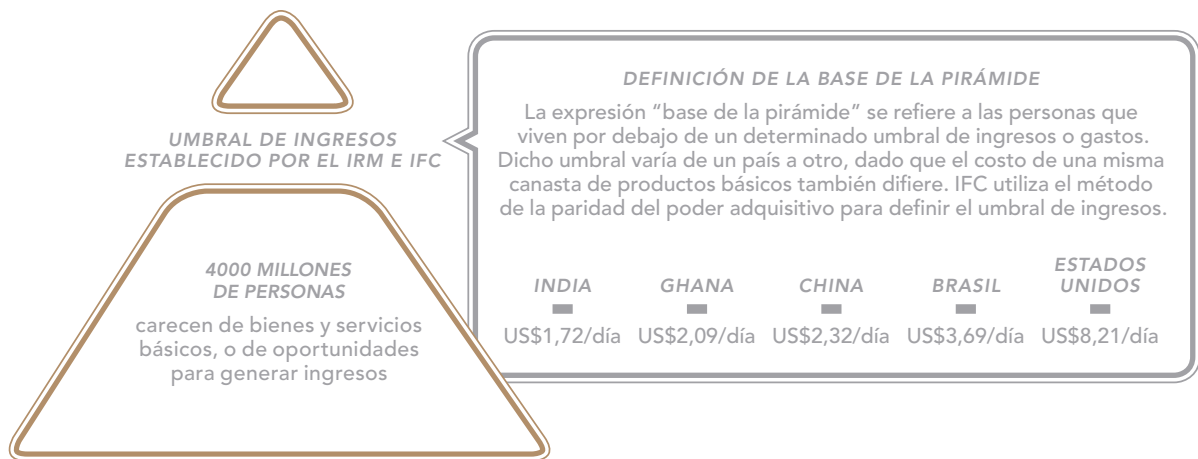 UMBRAL DE INGRESOS
ESTABLECIDO POR EL IRM E IFC
4000 MILLONES
DE PERSONAS
carecen de bienes y servicios
básicos, o de oportunidades
para generar ingresos
DEFINICIÓN DE LA BASE DE LA PIRÁMIDE
La expresión “base de la pirámide” se refiere a las personas que
viven por debajo de un determinado umbral de ingresos o gastos.
Dicho umbral varía de un país a otro, dado que el costo de una misma
canasta de productos básicos también difiere. IFC utiliza el método
de la paridad del poder adquisitivo para definir el umbral de ingresos.
INDIA
US$1,72/día
GHANA
US$2,09/día
CHINA
US$2,32/día
BRASIL
US$3,69/día
ESTADOS
UNIDOS
US$8,21/día